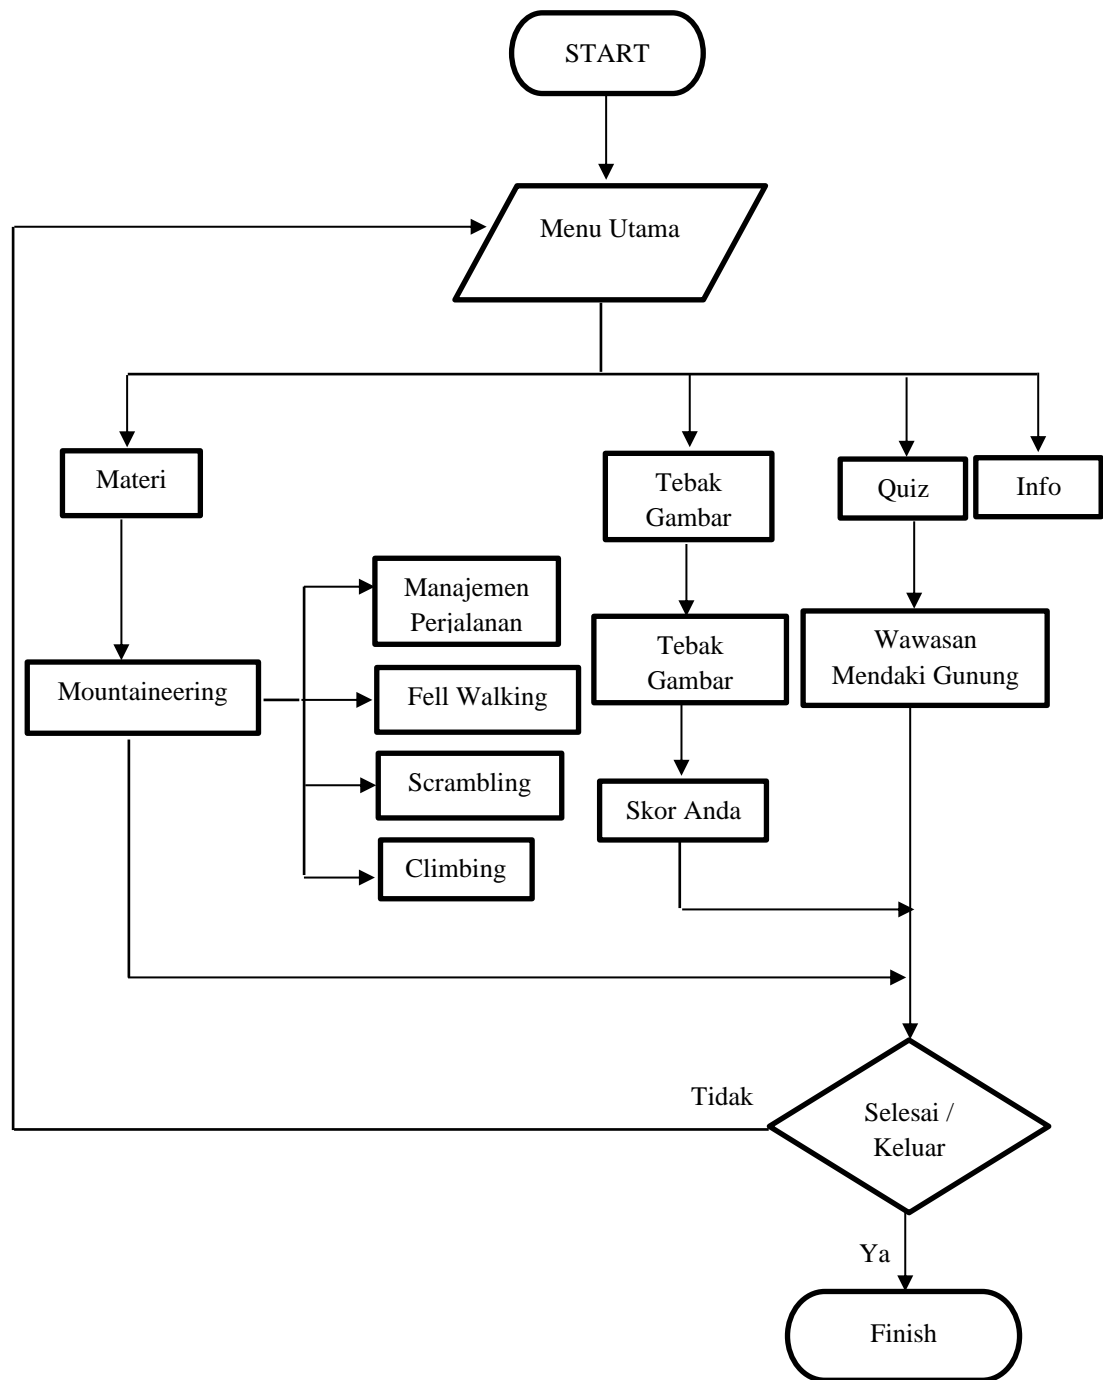 START
Menu Utama
Materi
Tebak
Gambar
Quiz
Info
Manajemen
Perjalanan
Mountaineering
Fell Walking
Scrambling
Climbing
Tebak
Gambar
Wawasan
Mendaki Gunung
Skor Anda
Tidak
Selesai /
Keluar
Ya
Finish